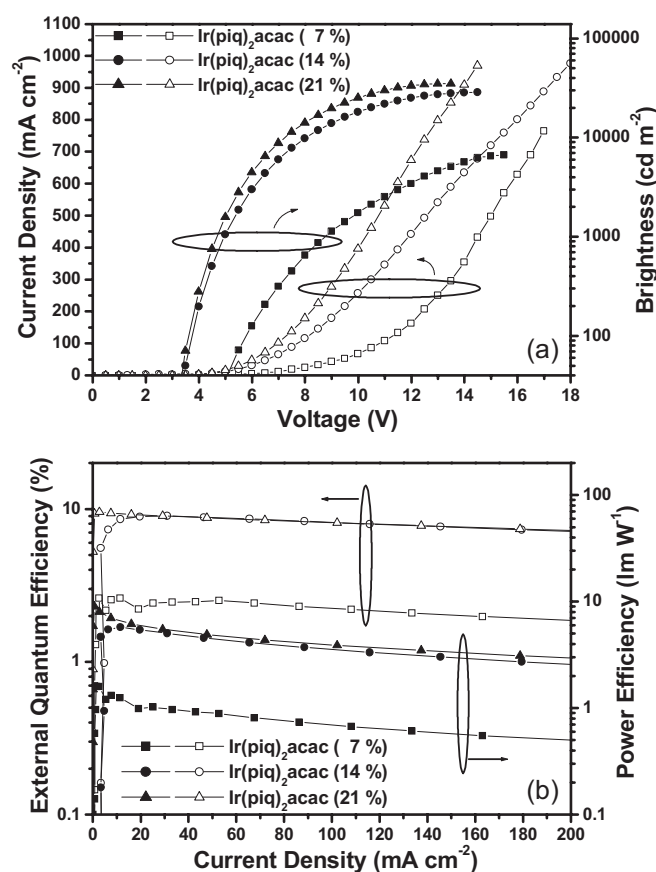 1100
1000
900
800
700
600
500
400
300
200
100
0
Current Density (mA cm-2)
Ir(piq)2acac ( 7 %)
Ir(piq)2acac (14 %)
Ir(piq)2acac (21 %)
100000
10000
1000
100
Brightness (cd m-2)
(a)
0 2 4 6 8 10 12 14 16 18
Voltage (V)
10
1
0.1
External Quantum Efficiency (%)
100
10
1
0.1
Power Efficiency (lm W-1)
Ir(piq)2acac ( 7 %)
Ir(piq)2acac (14 %)
Ir(piq)2acac (21 %)
(b)
0 20 40 60 80 100 120 140 160 180 200
Current Density (mA cm-2)